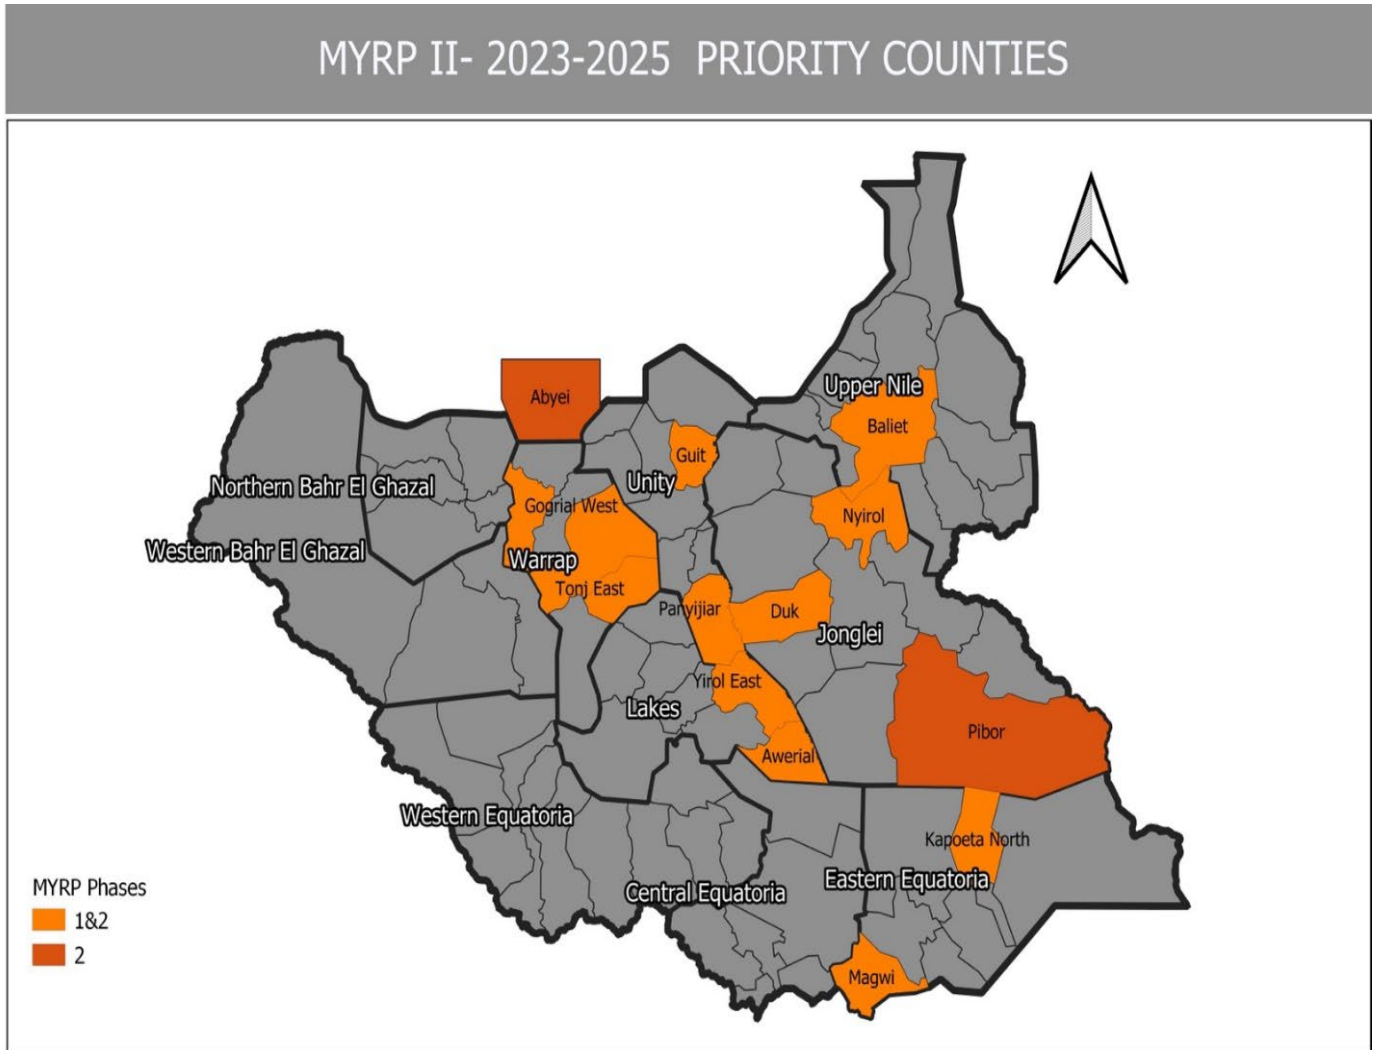 MYRP II- 2023-2025 PRIORITY COUNTIES
Abyei
Upper Nile
Baliet
Guit
Unity
Northern Bahr El Ghazal
Gogrial West
Nyirol
Western Bahr El Ghazal
Warrap
Tonj East
Panyijiar
Duk
Jonglei
Yirol East
Lakes
Pibor
Awerial
Western Equatoria
Kapoeta North
Eastern Equatoria
Central Equatoria
Magwi
MYRP Phases
1&2
2